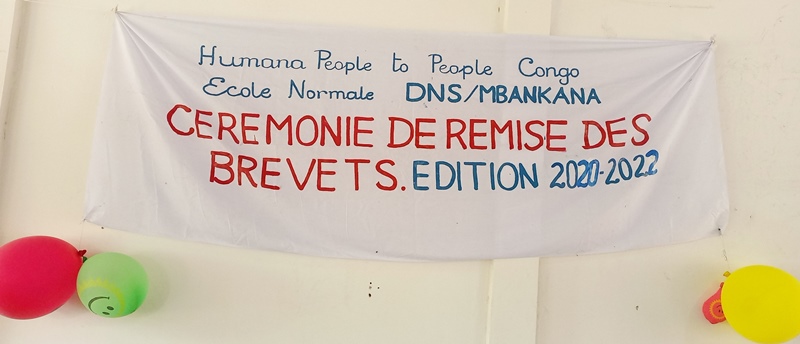 Humana People to People Congo
Ecole Normale DNS/MBANKANA
CEREMONIE DE REMISE DES
BREVETS. EDITION 2020-2022